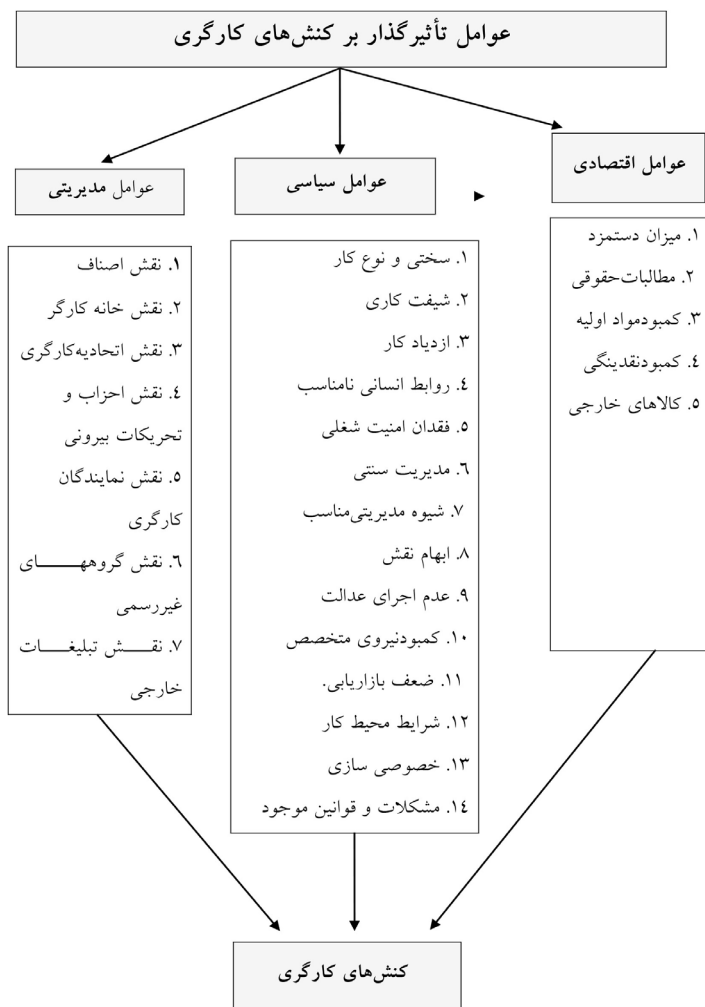 عوامل تأثیرگذار بر کنش‌های کارگری
عوامل اقتصادی
۱. میزان دستمزد
۲. مطالبات‌حقوقی
۳. کمبودمواد اولیه
٤. کمبودنقدینگی
٥. کالاهای خارجی
عوامل سیاسی
۱. سختی و نوع کار
۲. شیفت کاری
۳. ازدیاد کار
٤. روابط انسانی نامناسب
٥. فقدان امنیت شغلی
٦. مدیریت سنتی
۷. شیوه مدیریتی‌مناسب
۸. ابهام نقش
۹. عدم اجرای عدالت
۱۰. کمبودنیروی متخصص
۱۱. ضعف بازاریابی.
۱۲. شرایط محیط کار
۱۳. خصوصی سازی
۱٤. مشکلات و قوانین موجود
عوامل مدیریتی
۱. نقش اصناف
۲. نقش خانه کارگر
۳. نقش اتحادیه‌کارگری
٤. نقش احزاب و
تحریکات بیرونی
٥. نقش نمایندگان
کارگری
٦. نقش گروههــــای
غیررسمی
۷. نقــــش تبلیغــــات
خارجی
کنش‌های کارگری